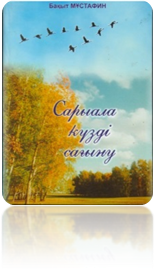 Бақыт МҰСТАФИН
Сарыала
күзді
сағыну